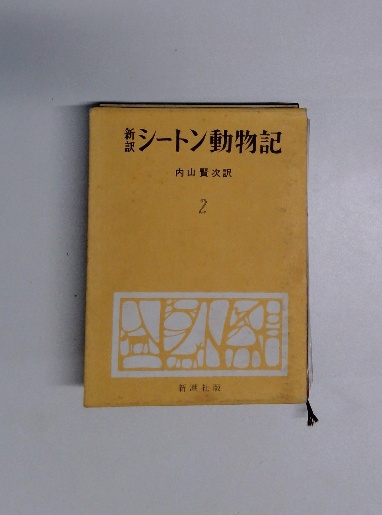 新訳 シートン動物記
内山賢次訳
2
新潮社版